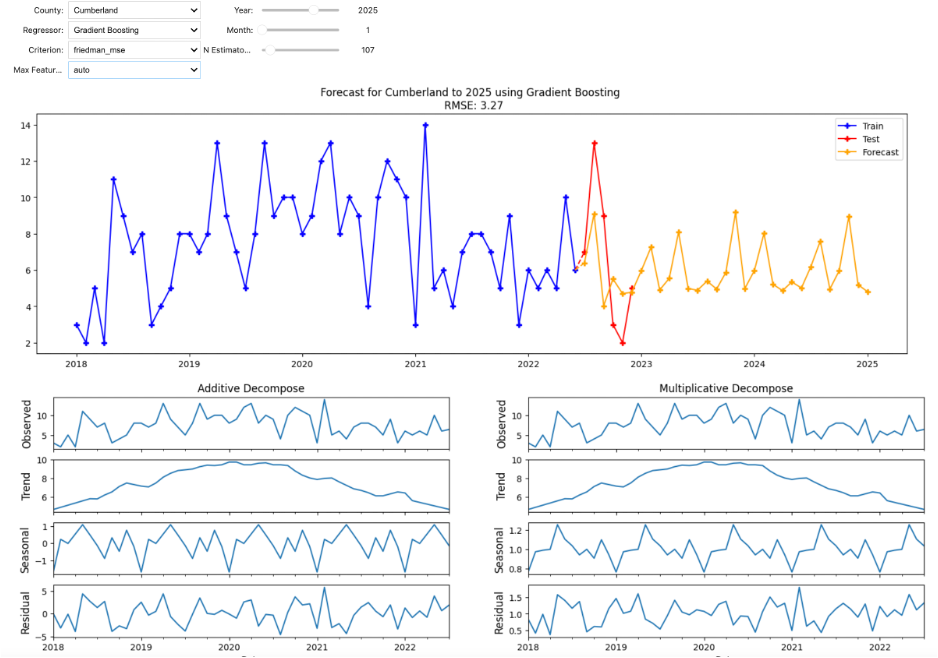 County: Cumberland Year: 2025
Regressor: Gradient Boosting Month: 1
Criterion: friedman_mse N Estimato... 107
Max Featur... auto
Forecast for Cumberland to 2025 using Gradient Boosting
RMSE: 3.27
Train
Test
Forecast
14
12
10
8
6
4
2
2018 2019 2020 2021 2022 2023 2024 2025
Additive Decompose
Observed
10
5
Trend
10
8
6
Seasonal
1
0
−1
Residual
5
0
−5
2018 2019 2020 2021 2022
Multiplicative Decompose
Observed
10
5
Trend
10
8
6
Seasonal
1.2
1.0
0.8
Residual
1.5
1.0
0.5
2018 2019 2020 2021 2022